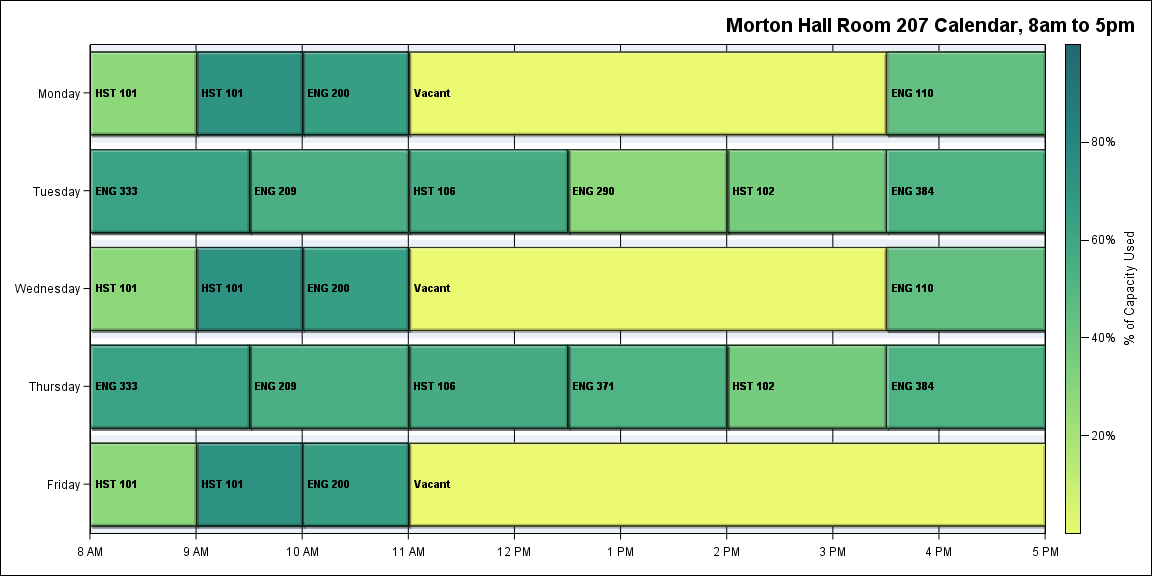 Morton Hall Room 207 Calendar, 8am to 5pm
Monday HST 101 HST 101 ENG 200 Vacant ENG 110
80%
Tuesday ENG 333 ENG 209 HST 106 ENG 290 HST 102 ENG 384
60%
% of Capacity Used
Wednesday HST 101 HST 101 ENG 200 Vacant ENG 110
40%
Thursday ENG 333 ENG 209 HST 106 ENG 371 HST 102 ENG 384
20%
Friday HST 101 HST 101 ENG 200 Vacant
8 AM 9 AM 10 AM 11 AM 12 PM 1 PM 2 PM 3 PM 4 PM 5 PM